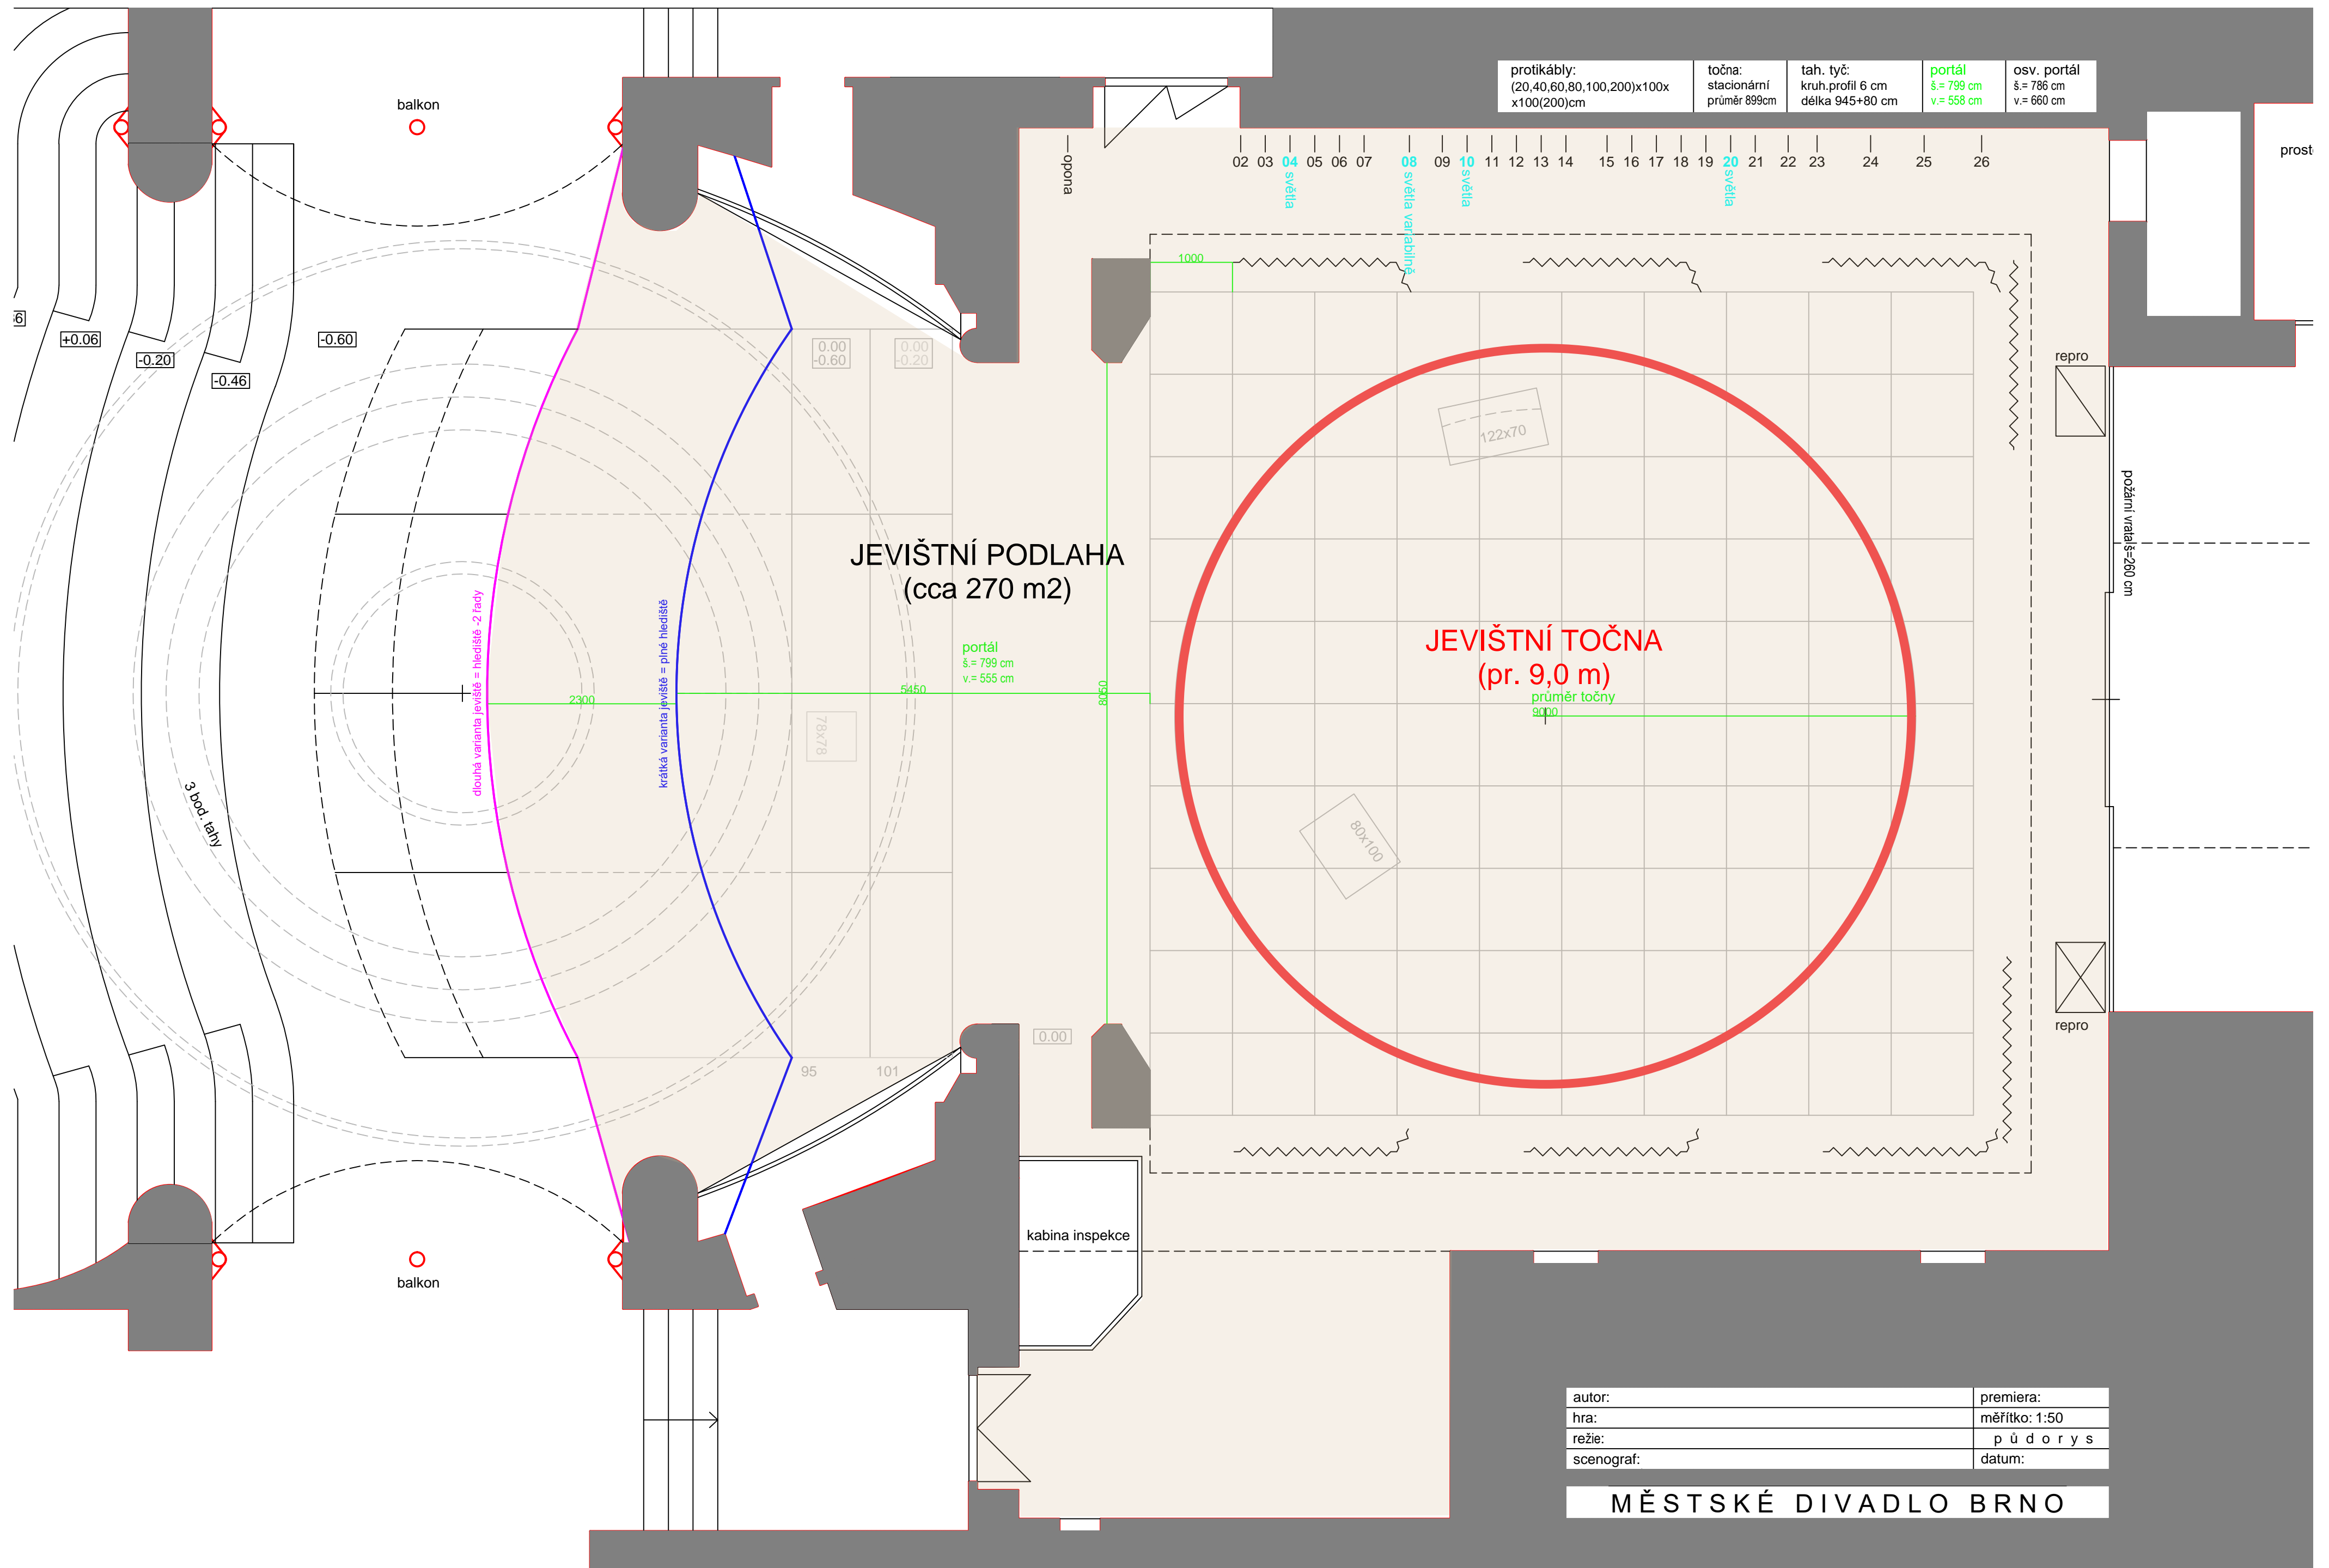 protikábly:
(20,40,60,80,100,200)x100x
x100(200)cm
točna:
stacionární
průměr 899cm
tah. tyč:
kruh.profil 6 cm
délka 945+80 cm
portál
š.= 799 cm
v.= 558 cm
osv. portál
š.= 786 cm
v.= 660 cm
balkon
opona
02 03 04 05 06 07 08 09 10 11 12 13 14 15 16 17 18 19 20 21 22 23 24 25 26
světla
světla variabilně
světla
světla
1000
+0.06
-0.20
-0.46
-0.60
0.00
-0.60
0.00
-0.20
122x70
repro
požární vrata š=260 cm
JEVIŠTNÍ PODLAHA
(cca 270 m2)
dlouhá varianta jeviště = hlediště -2 řady
krátká varianta jeviště = plné hlediště
portál
š.= 799 cm
v.= 555 cm
JEVIŠTNÍ TOČNA
(pr. 9,0 m)
průměr točny
9000
2300
5450
8050
78x78
80x100
3 bod. tahy
0.00
95
101
repro
kabina inspekce
balkon
autor:
premiera:
hra:
měřítko: 1:50
režie:
půdorys
scenograf:
datum:
MĚSTSKÉ DIVADLO BRNO